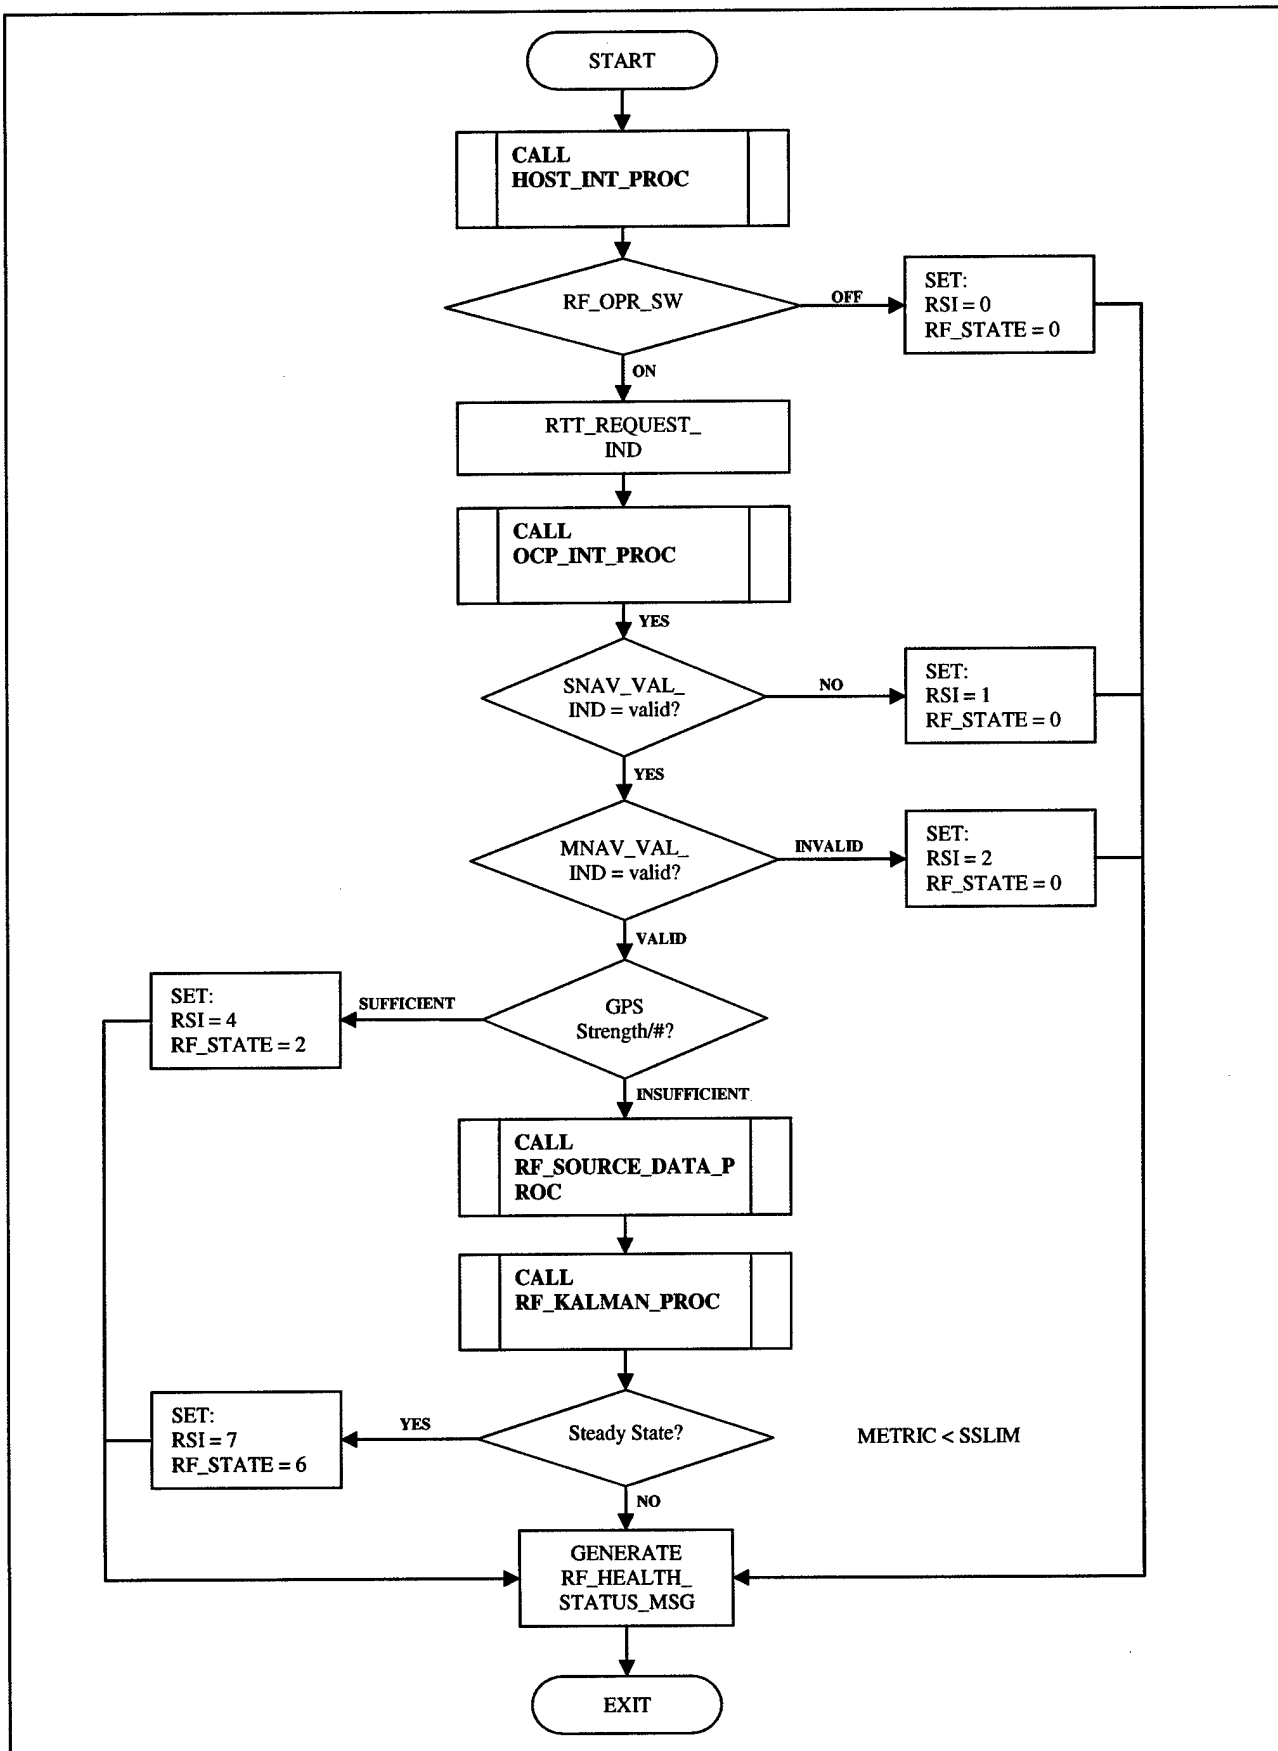 START
CALL
HOST_INT_PROC
RF_OPR_SW
OFF
SET:
RSI = 0
RF_STATE = 0
ON
RTT_REQUEST_
IND
CALL
OCP_INT_PROC
YES
SNAV_VAL_
IND = valid?
NO
SET:
RSI = 1
RF_STATE = 0
YES
MNAV_VAL_
IND = valid?
INVALID
SET:
RSI = 2
RF_STATE = 0
VALID
GPS
Strength/#?
SUFFICIENT
SET:
RSI = 4
RF_STATE = 2
INSUFFICIENT
CALL
RF_SOURCE_DATA_P
ROC
CALL
RF_KALMAN_PROC
Steady State?
METRIC < SSLIM
YES
SET:
RSI = 7
RF_STATE = 6
NO
GENERATE
RF_HEALTH_
STATUS_MSG
EXIT